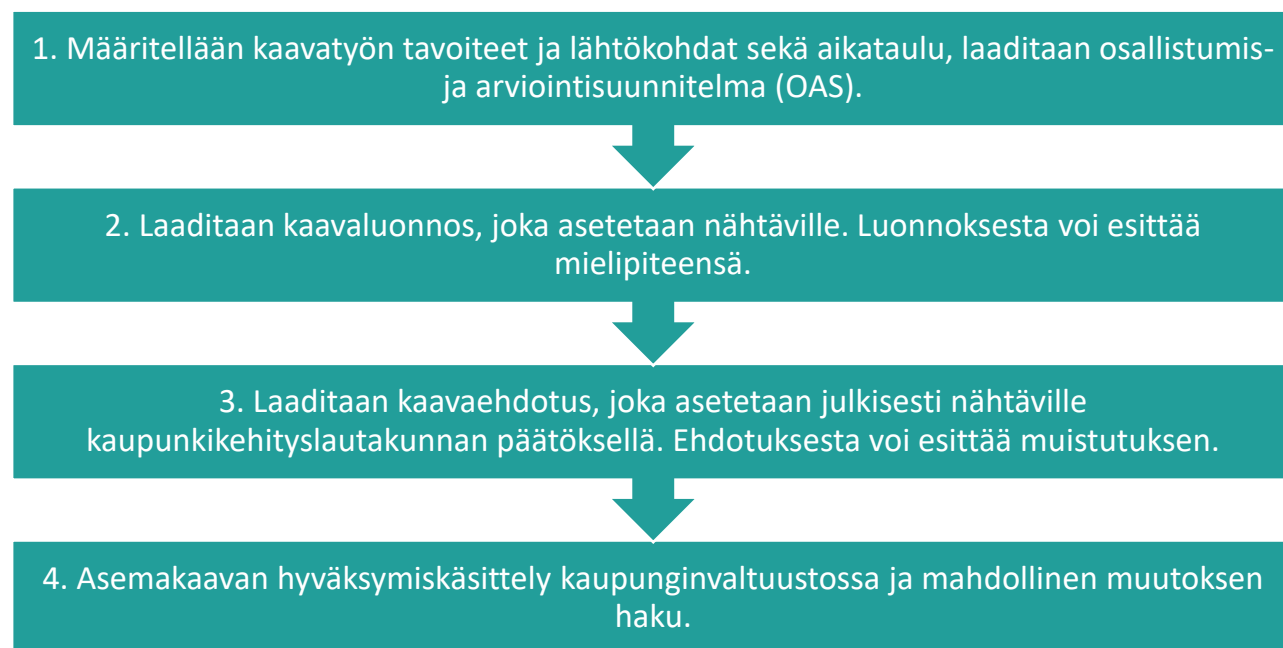 1. Määritellään kaavatyön tavoiteet ja lähtökohdat sekä aikataulu, laaditaan osallistumis-
ja arviointisuunnitelma (OAS).
2. Laaditaan kaavaluonnos, joka asetetaan nähtäville. Luonnoksesta voi esittää
mielipiteensä.
3. Laaditaan kaavaehdotus, joka asetetaan julkisesti nähtäville
kaupunkikehityslautakunnan päätöksellä. Ehdotuksesta voi esittää muistutuksen.
4. Asemakaavan hyväksymiskäsittely kaupunginvaltuustossa ja mahdollinen muutoksen
haku.